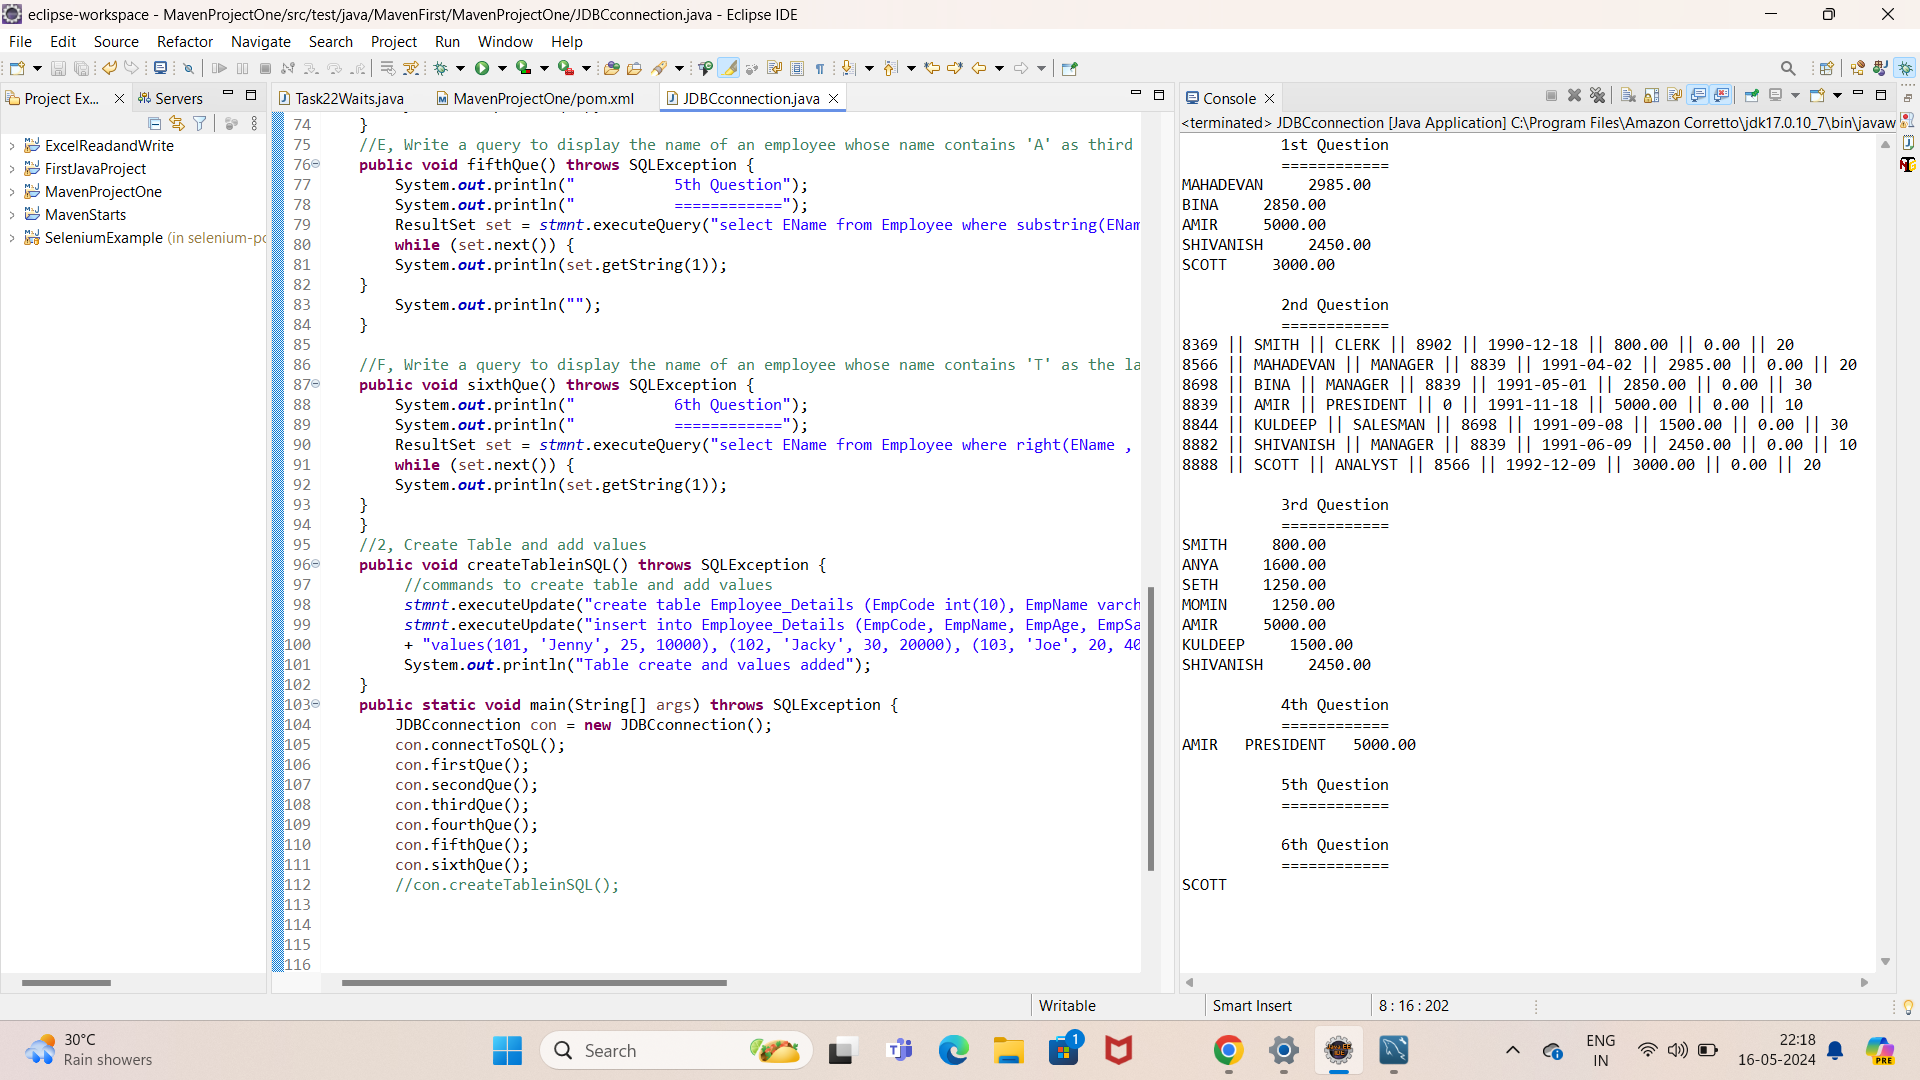 eclipse-workspace - MavenProjectOne/src/test/java/MavenFirst/MavenProjectOne/JDBCconnection.java - Eclipse IDE
File Edit Source Refactor Navigate Search Project Run Window Help
Project Ex... Servers
ExcelReadandWrite
FirstJavaProject
MavenProjectOne
MavenStarts
SeleniumExample (in selenium-po
Task22Waits.java MavenProjectOne/pom.xml JDBCconnection.java
74 }
75 //E, Write a query to display the name of an employee whose name contains 'A' as third
76 public void fifthQue() throws SQLException {
77 System.out.println("           5th Question");
78 System.out.println("           ============");
79 ResultSet set = stmnt.executeQuery("select EName from Employee where substring(ENam
80 while (set.next()) {
81 System.out.println(set.getString(1));
82 }
83 System.out.println("");
84 }
85
86 //F, Write a query to display the name of an employee whose name contains 'T' as the la
87 public void sixthQue() throws SQLException {
88 System.out.println("           6th Question");
89 System.out.println("           ============");
90 ResultSet set = stmnt.executeQuery("select EName from Employee where right(EName ,
91 while (set.next()) {
92 System.out.println(set.getString(1));
93 }
94 }
95 //2, Create Table and add values
96 public void createTableinSQL() throws SQLException {
97 //commands to create table and add values
98 stmnt.executeUpdate("create table Employee_Details (EmpCode int(10), EmpName varch
99 stmnt.executeUpdate("insert into Employee_Details (EmpCode, EmpName, EmpAge, EmpSa
100 + "values(101, 'Jenny', 25, 10000), (102, 'Jacky', 30, 20000), (103, 'Joe', 20, 40
101 System.out.println("Table create and values added");
102 }
103 public static void main(String[] args) throws SQLException {
104 JDBCconnection con = new JDBCconnection();
105 con.connectToSQL();
106 con.firstQue();
107 con.secondQue();
108 con.thirdQue();
109 con.fourthQue();
110 con.fifthQue();
111 con.sixthQue();
112 //con.createTableinSQL();
113
114
115
116
Console
<terminated> JDBCconnection [Java Application] C:\Program Files\Amazon Corretto\jdk17.0.10_7\bin\javaw
1st Question
============
MAHADEVAN     2985.00
BINA     2850.00
AMIR     5000.00
SHIVANISH     2450.00
SCOTT     3000.00
2nd Question
============
8369 || SMITH || CLERK || 8902 || 1990-12-18 || 800.00 || 0.00 || 20
8566 || MAHADEVAN || MANAGER || 8839 || 1991-04-02 || 2985.00 || 0.00 || 20
8698 || BINA || MANAGER || 8839 || 1991-05-01 || 2850.00 || 0.00 || 30
8839 || AMIR || PRESIDENT || 0 || 1991-11-18 || 5000.00 || 0.00 || 10
8844 || KULDEEP || SALESMAN || 8698 || 1991-09-08 || 1500.00 || 0.00 || 30
8882 || SHIVANISH || MANAGER || 8839 || 1991-06-09 || 2450.00 || 0.00 || 10
8888 || SCOTT || ANALYST || 8566 || 1992-12-09 || 3000.00 || 0.00 || 20
3rd Question
============
SMITH     800.00
ANYA     1600.00
SETH     1250.00
MOMIN     1250.00
AMIR     5000.00
KULDEEP     1500.00
SHIVANISH     2450.00
4th Question
============
AMIR   PRESIDENT   5000.00
5th Question
============
6th Question
============
SCOTT
Writable Smart Insert 8 : 16 : 202
30°C
Rain showers
Search
1
ENG
IN
22:18
16-05-2024
PRE